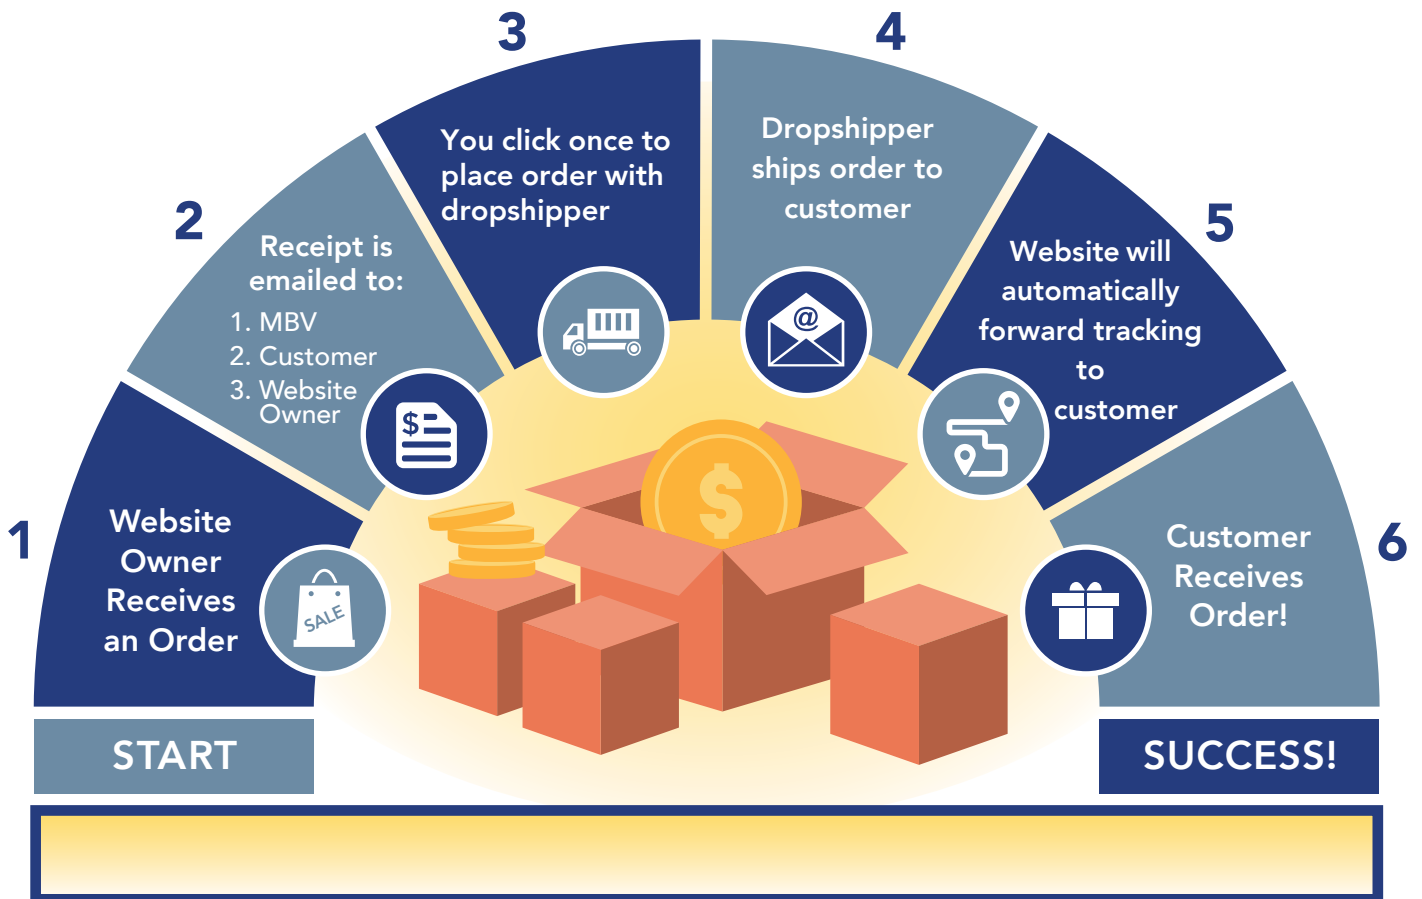 1
Website
Owner
Receives
an Order
SALE
START
2
Receipt is
emailed to:
1. MBV
2. Customer
3. Website
Owner
$
3
You click once to
place order with
dropshipper
4
Dropshipper
ships order to
customer
@
5
Website will
automatically
forward tracking
to
customer
6
Customer
Receives
Order!
SUCCESS!
$